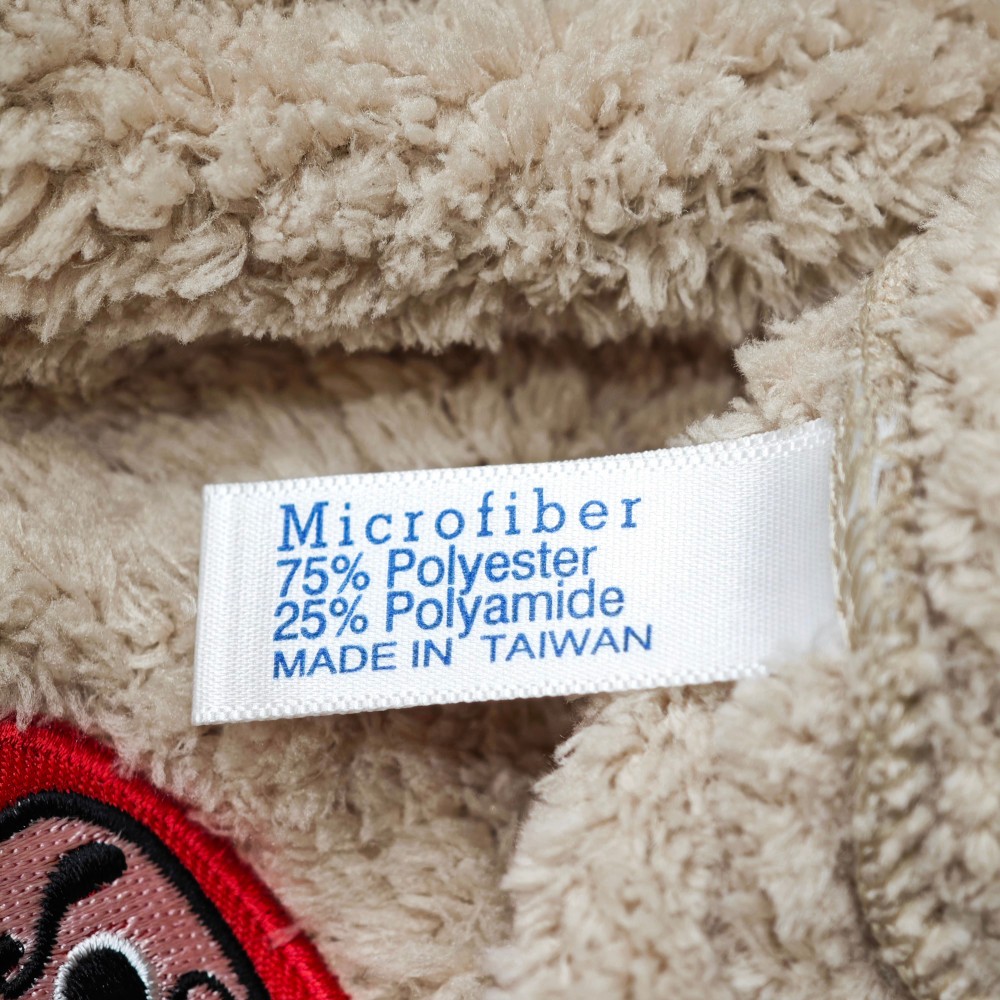 Microfiber
75% Polyester
25% Polyamide
MADE IN TAIWAN